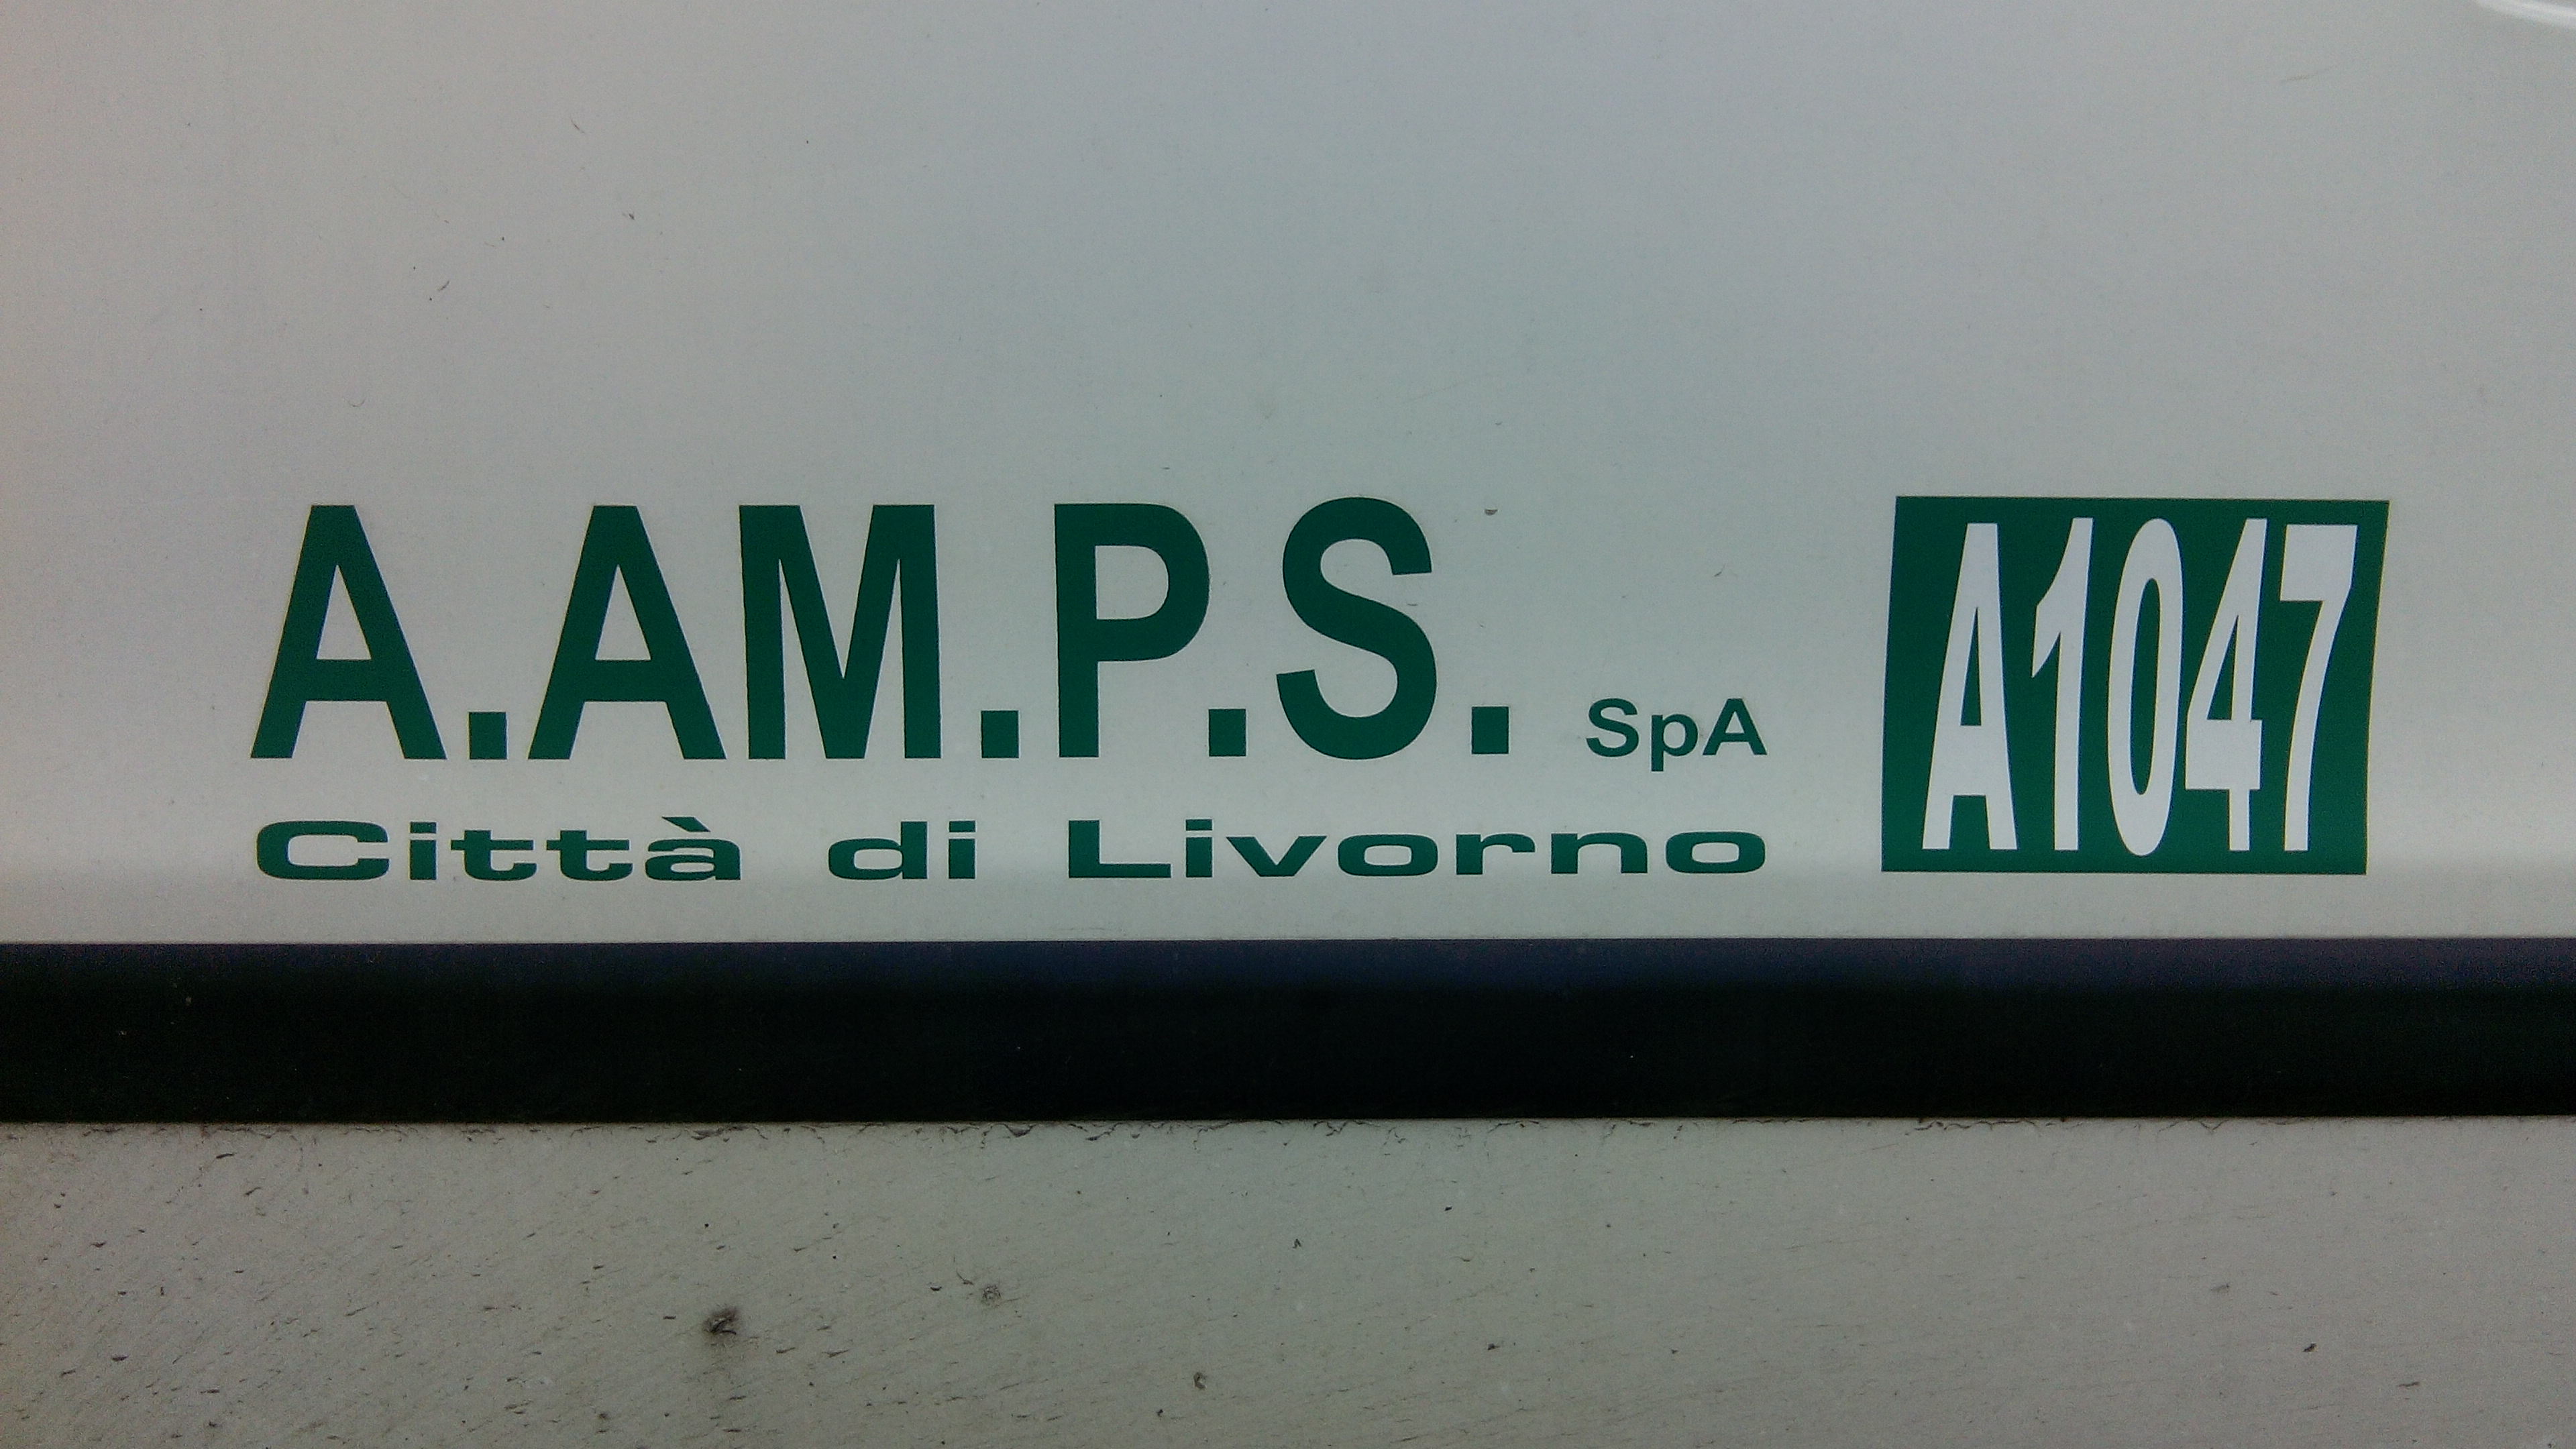 A.AM.P.S. SpA
Città di Livorno
A1047